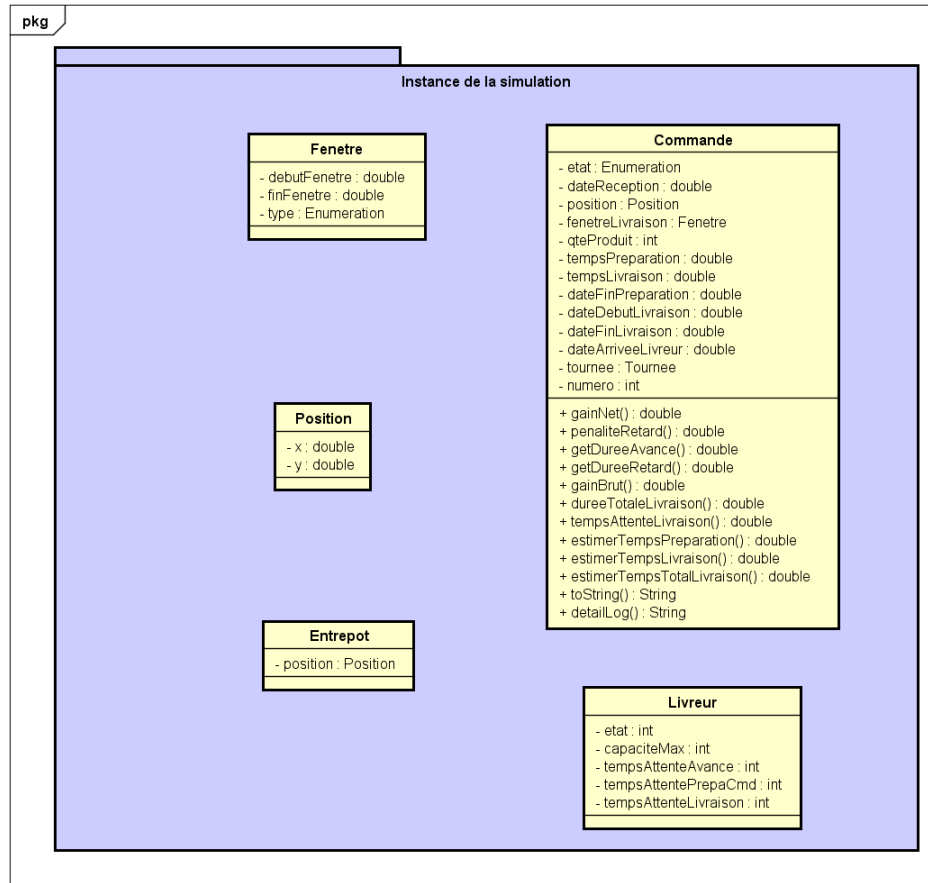 pkg
Instance de la simulation
Fenetre
- debutFenetre : double
- finFenetre : double
- type : Enumeration
Commande
- etat : Enumeration
- dateReception : double
- position : Position
- fenetreLivraison : Fenetre
- qteProduit : int
- tempsPreparation : double
- tempsLivraison : double
- dateFinPreparation : double
- dateDebutLivraison : double
- dateFinLivraison : double
- dateArriveeLivreur : double
- tournee : Tournee
- numero : int
+ gainNet() : double
+ penaliteRetard() : double
+ getDureeAvance() : double
+ getDureeRetard() : double
+ gainBrut() : double
+ dureeTotaleLivraison() : double
+ tempsAttenteLivraison() : double
+ estimerTempsPreparation() : double
+ estimerTempsLivraison() : double
+ estimerTempsTotalLivraison() : double
+ toString() : String
+ detailLog() : String
Position
- x : double
- y : double
Entrepot
- position : Position
Livreur
- etat : int
- capaciteMax : int
- tempsAttenteAvance : int
- tempsAttentePrepaCmd : int
- tempsAttenteLivraison : int